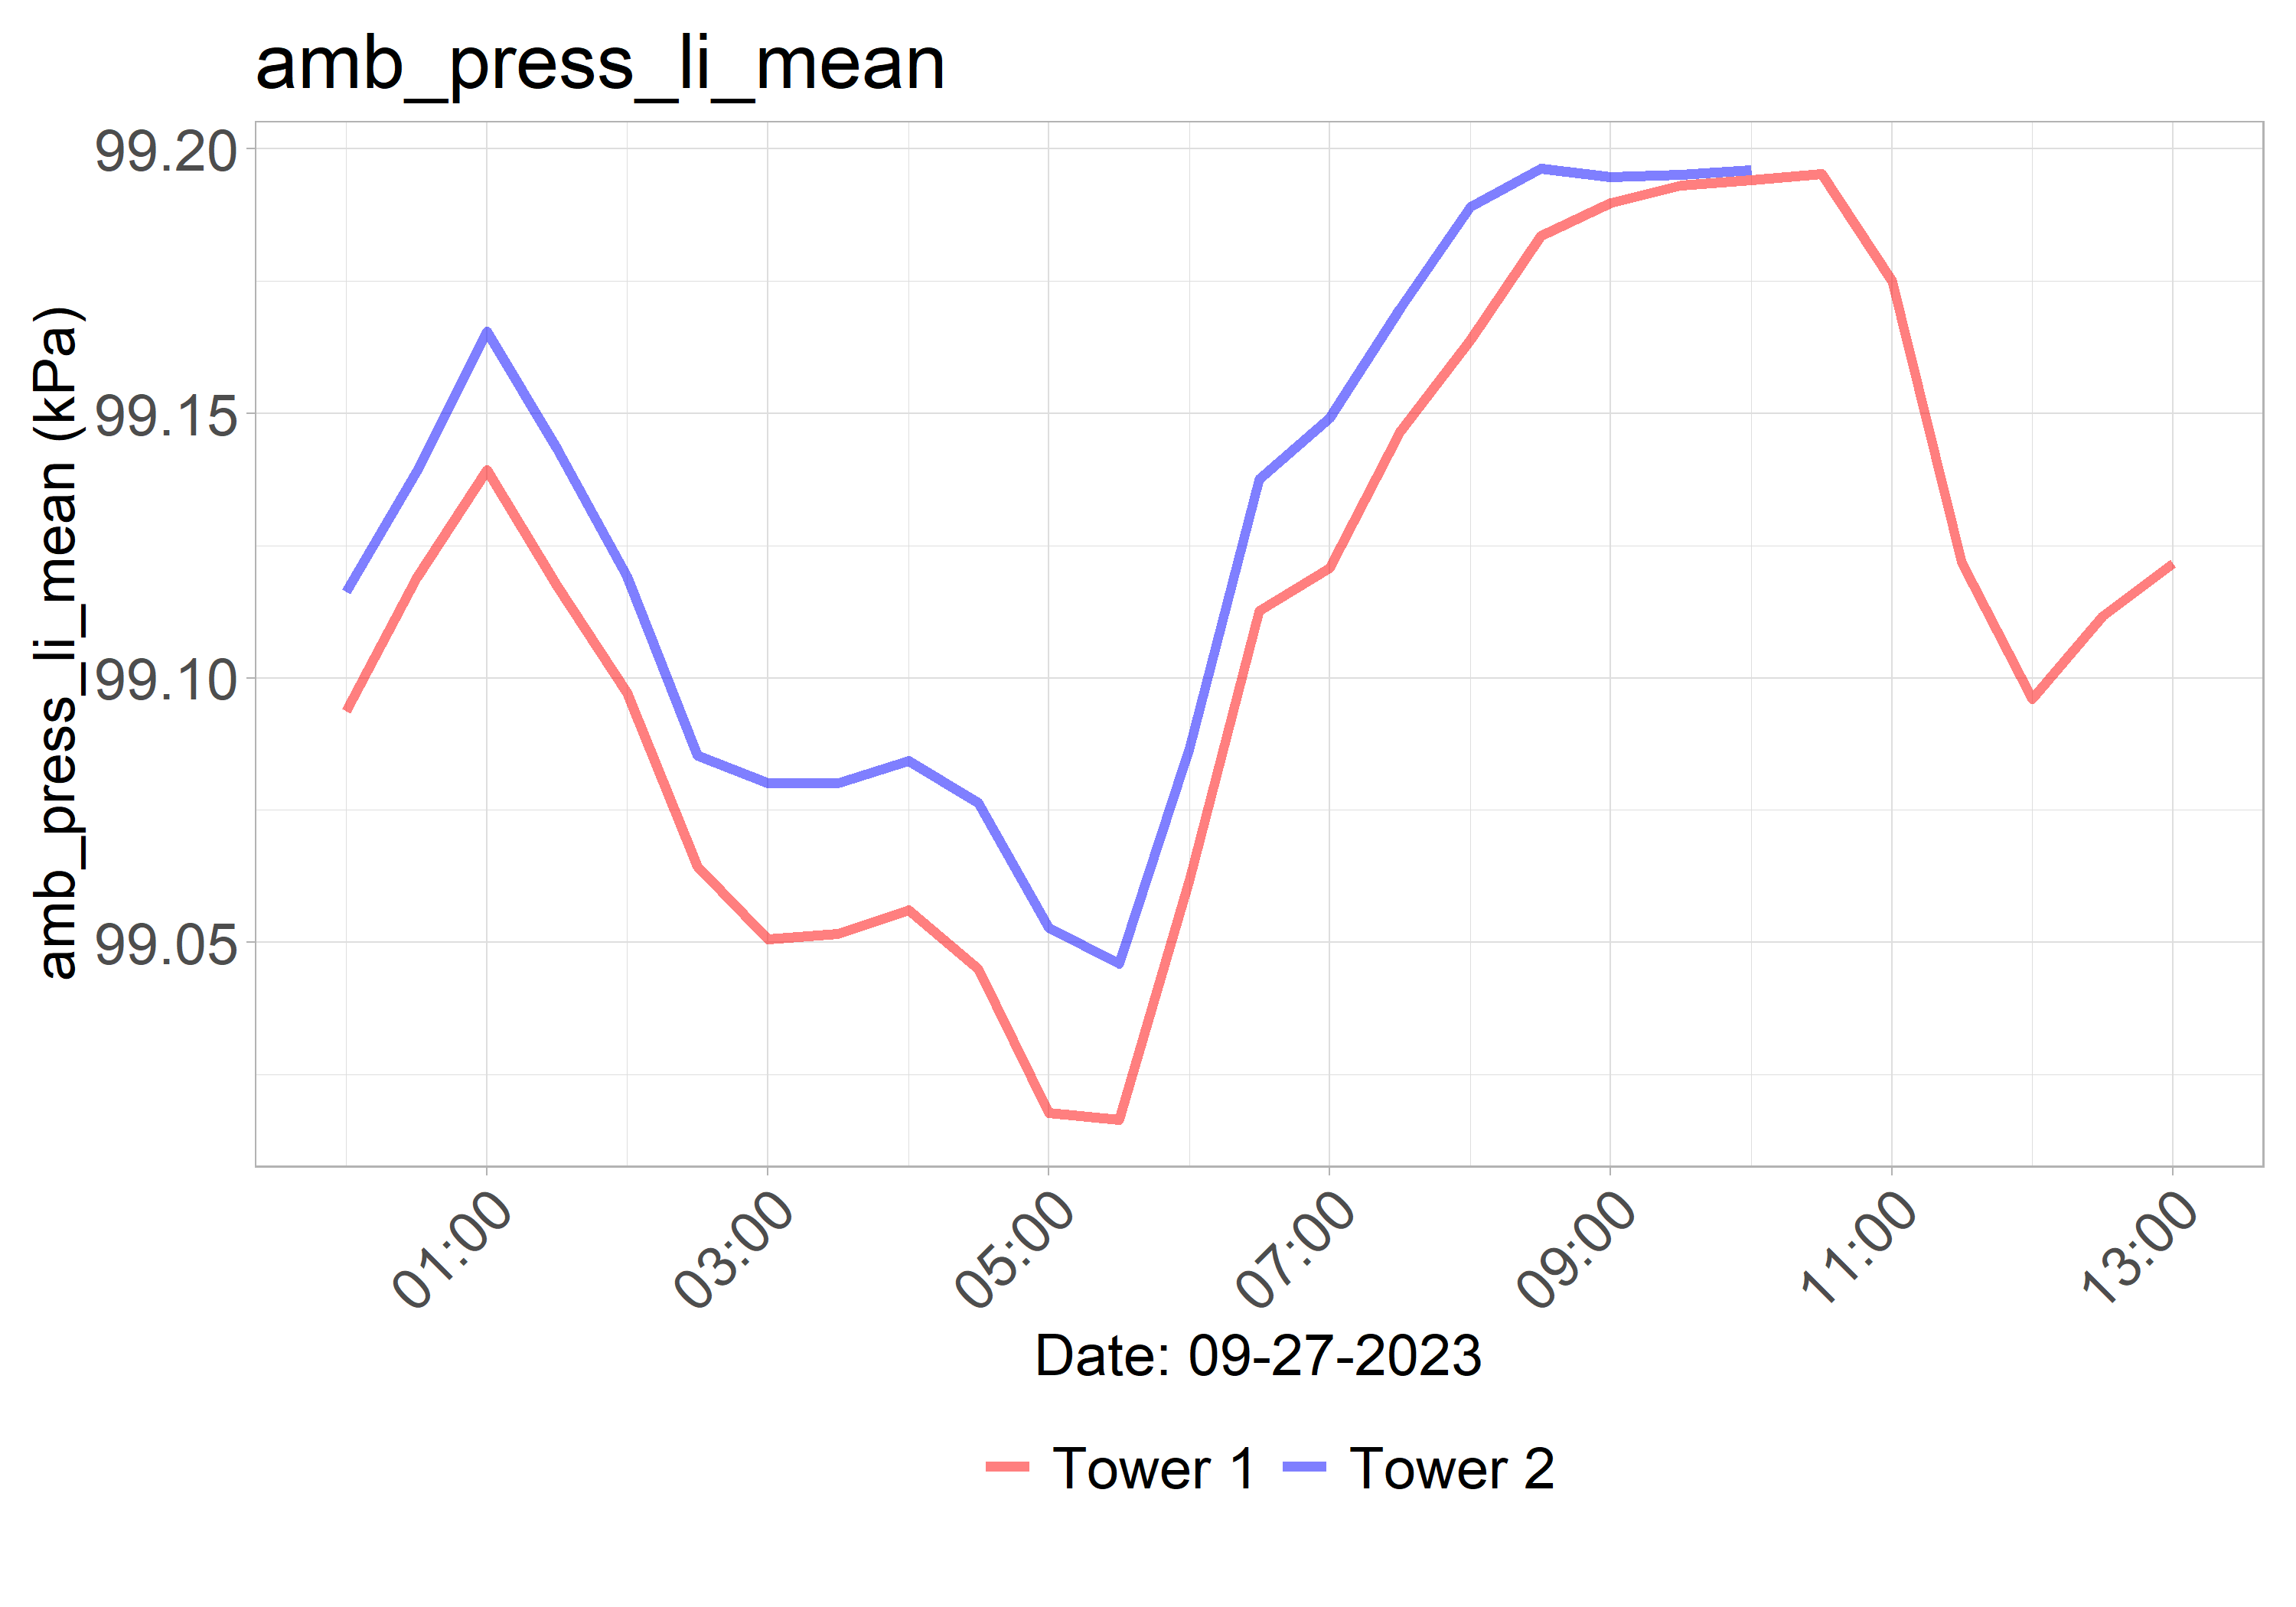 amb_press_li_mean
amb_press_li_mean (kPa)
99.20
99.15
99.10
99.05
01:00
03:00
05:00
07:00
09:00
11:00
13:00
Date: 09-27-2023
Tower 1
Tower 2